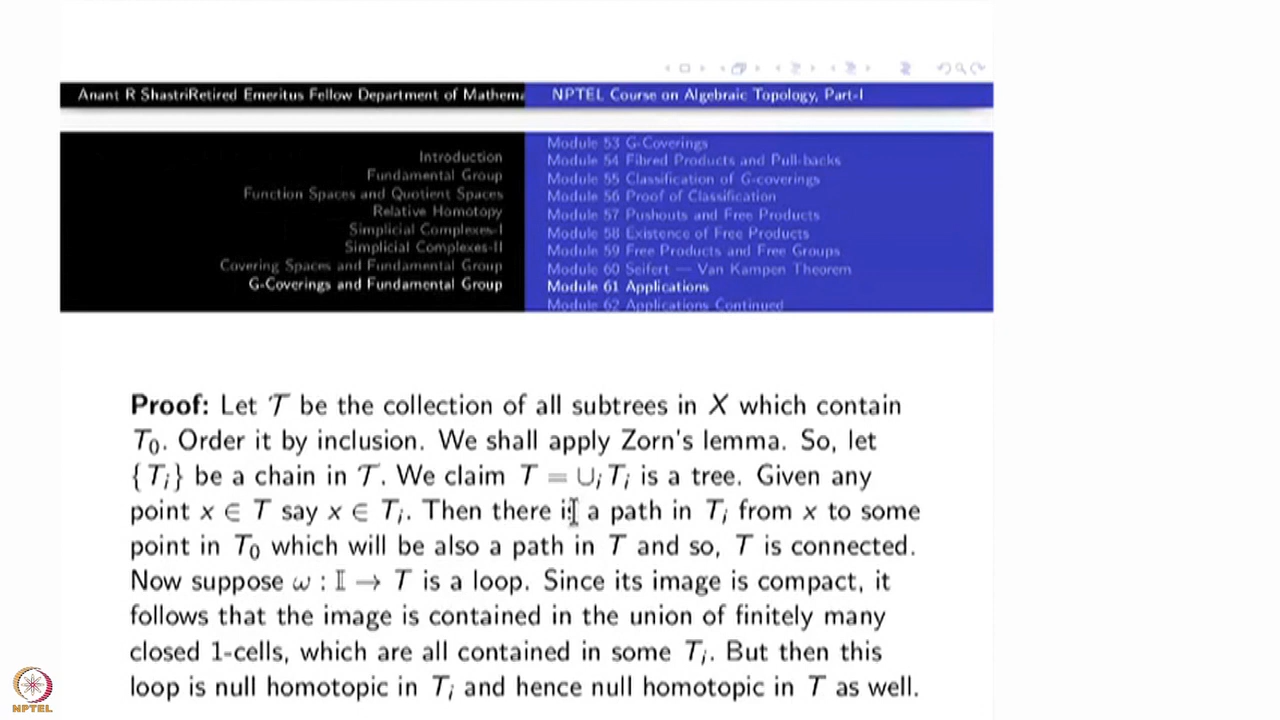 Anant R ShastriRetired Emeritus Fellow Department of Mathema
NPTEL Course on Algebraic Topology, Part-I
Introduction
Fundamental Group
Function Spaces and Quotient Spaces
Relative Homotopy
Simplicial Complexes-I
Simplicial Complexes-II
Covering Spaces and Fundamental Group
G-Coverings and Fundamental Group
Module 53 G-Coverings
Module 54 Fibred Products and Pull-backs
Module 55 Classification of G-coverings
Module 56 Proof of Classification
Module 57 Pushouts and Free Products
Module 58 Existence of Free Products
Module 59 Free Products and Free Groups
Module 60 Seifert — Van Kampen Theorem
Module 61 Applications
Module 62 Applications Continued
Proof: Let 𝒯 be the collection of all subtrees in X which contain
T₀. Order it by inclusion. We shall apply Zorn's lemma. So, let
{Tᵢ} be a chain in 𝒯. We claim T = ∪ᵢTᵢ is a tree. Given any
point x ∈ T say x ∈ Tᵢ. Then there is a path in Tᵢ from x to some
point in T₀ which will be also a path in T and so, T is connected.
Now suppose ω : 𝕀 → T is a loop. Since its image is compact, it
follows that the image is contained in the union of finitely many
closed 1-cells, which are all contained in some Tᵢ. But then this
loop is null homotopic in Tᵢ and hence null homotopic in T as well.
NPTEL